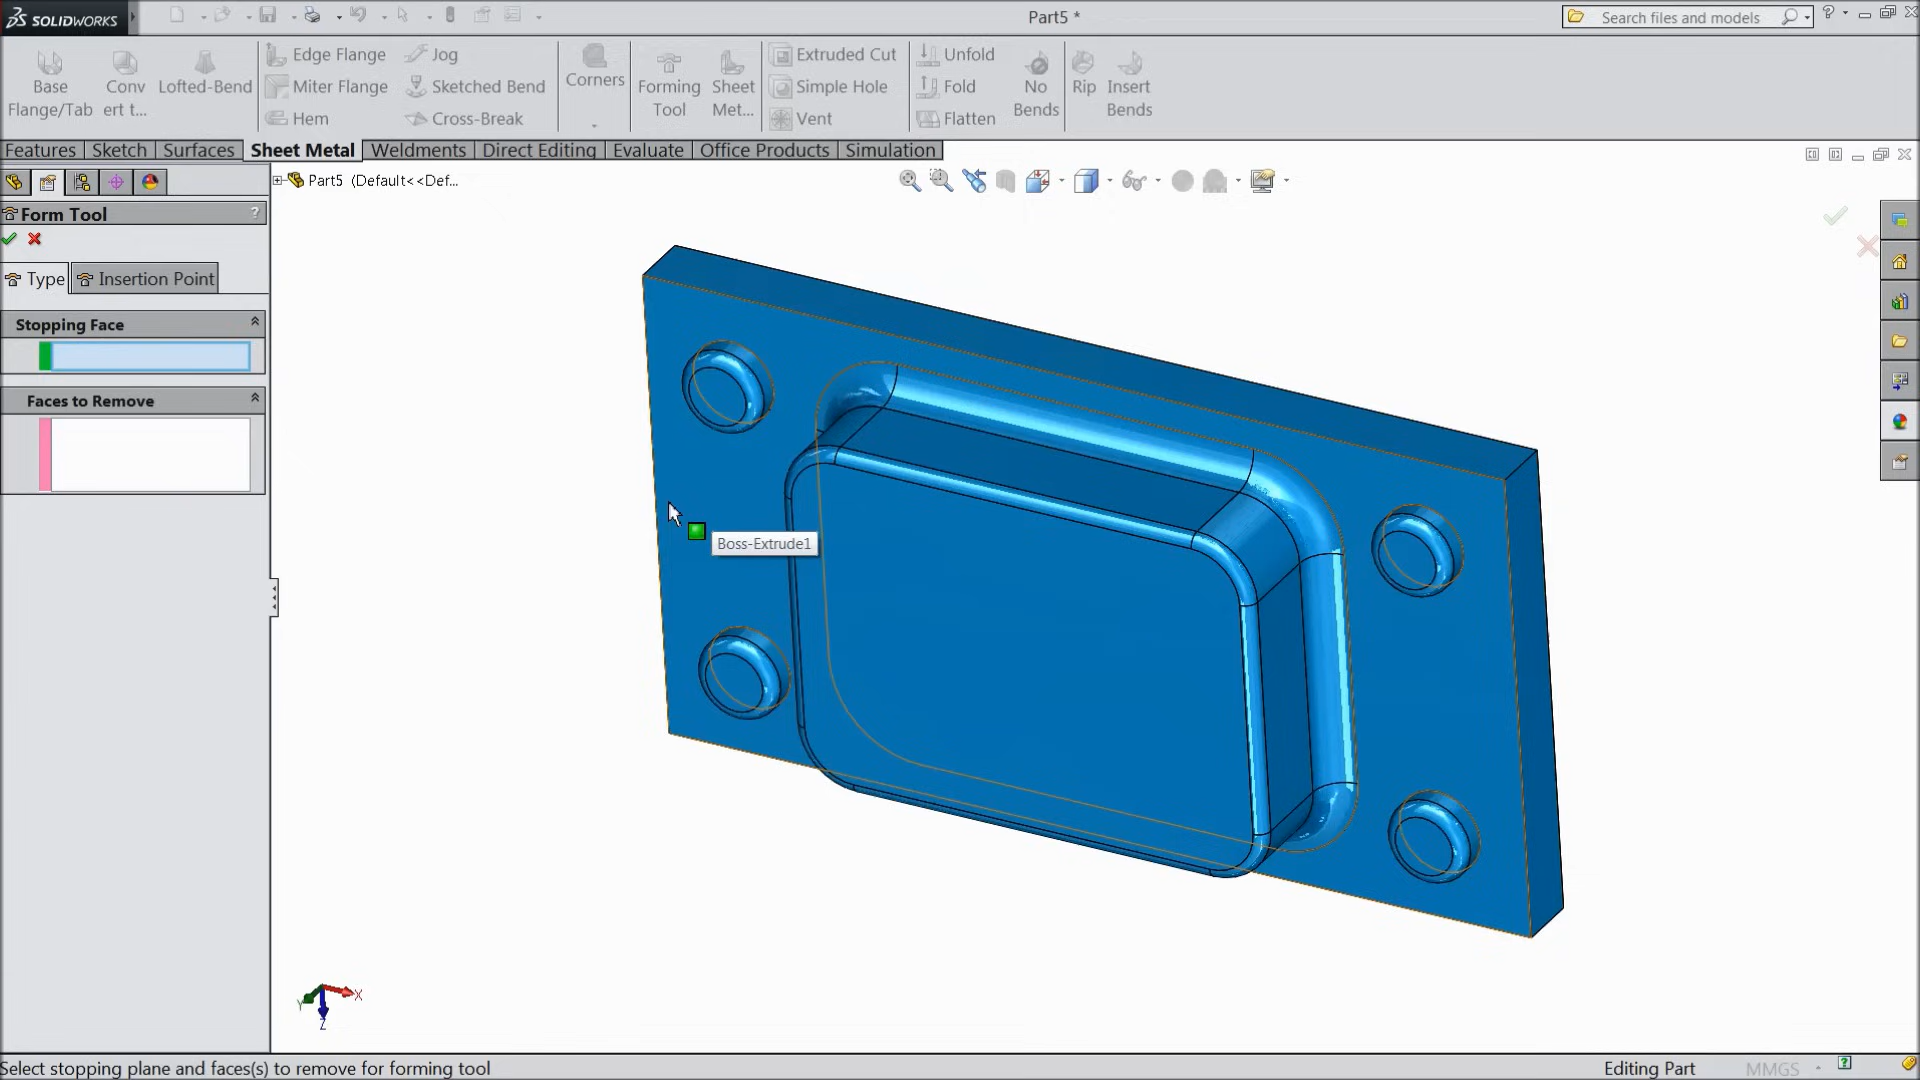 SOLIDWORKS
Part5 *
Search files and models
?
Base
Flange/Tab
Conv
ert t...
Lofted-Bend
Edge Flange
Miter Flange
Hem
Jog
Sketched Bend
Cross-Break
Corners
Forming
Tool
Sheet
Met...
Extruded Cut
Simple Hole
Vent
Unfold
Fold
Flatten
No
Bends
Rip
Insert
Bends
Features
Sketch
Surfaces
Sheet Metal
Weldments
Direct Editing
Evaluate
Office Products
Simulation
Part5 (Default<<Def...
Form Tool
?
Type
Insertion Point
Stopping Face
Faces to Remove
Boss-Extrude1
X
Y
Z
Select stopping plane and faces(s) to remove for forming tool
Editing Part
MMGS
?